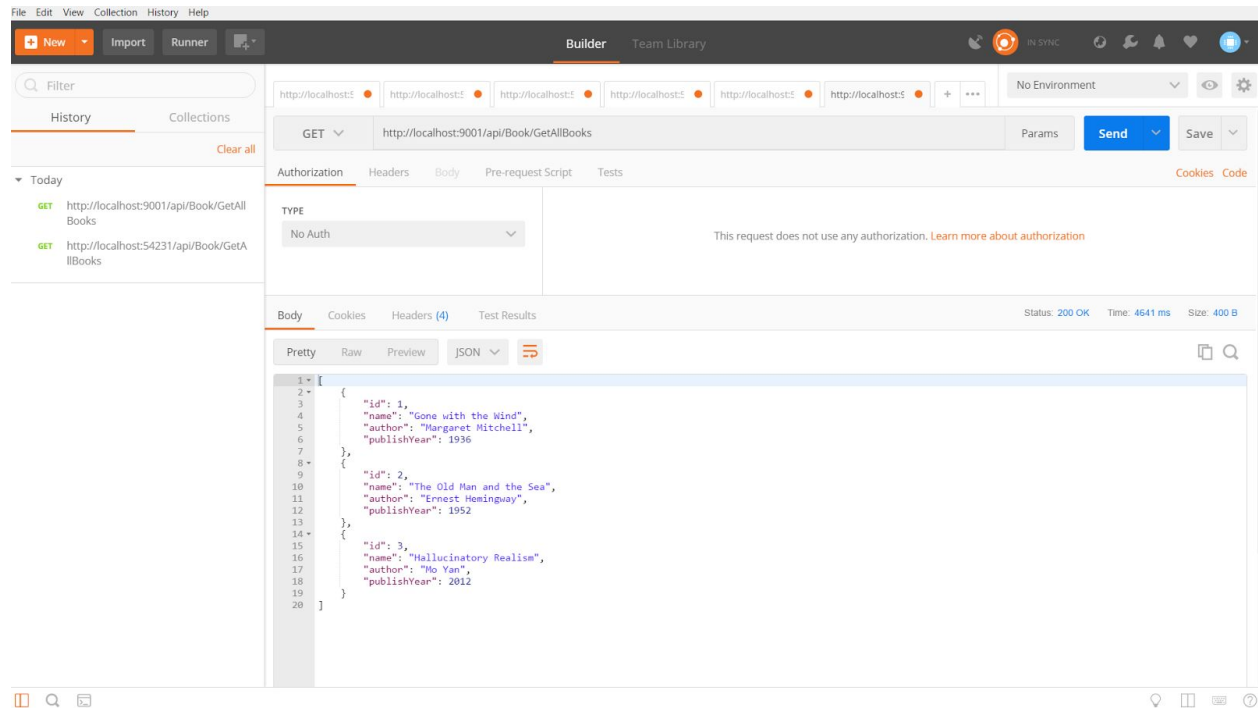 File Edit View Collection History Help
New Import Runner Builder Team Library IN SYNC
Filter
History Collections
Clear all
Today
GET http://localhost:9001/api/Book/GetAll
Books
GET http://localhost:54231/api/Book/GetA
llBooks
http://localhost:5 http://localhost:5 http://localhost:5 http://localhost:5 http://localhost:5 http://localhost:5 + ••• No Environment
GET http://localhost:9001/api/Book/GetAllBooks Params Send Save
Authorization Headers Body Pre-request Script Tests Cookies Code
TYPE
No Auth
This request does not use any authorization. Learn more about authorization
Body Cookies Headers (4) Test Results Status: 200 OK Time: 4641 ms Size: 400 B
Pretty Raw Preview JSON
1 [
2 {
3 "id": 1,
4 "name": "Gone with the Wind",
5 "author": "Margaret Mitchell",
6 "publishYear": 1936
7 },
8 {
9 "id": 2,
10 "name": "The Old Man and the Sea",
11 "author": "Ernest Hemingway",
12 "publishYear": 1952
13 },
14 {
15 "id": 3,
16 "name": "Hallucinatory Realism",
17 "author": "Mo Yan",
18 "publishYear": 2012
19 }
20 ]